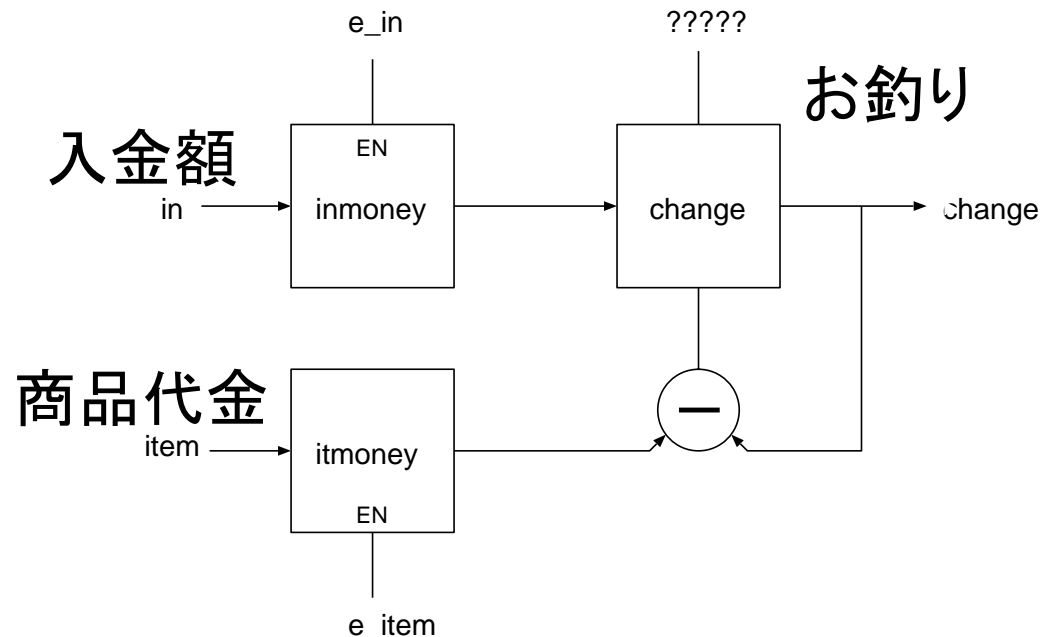 e_in
?????
お釣り
入金額
EN
in
inmoney
change
change
商品代金
item
itmoney
EN
e_item